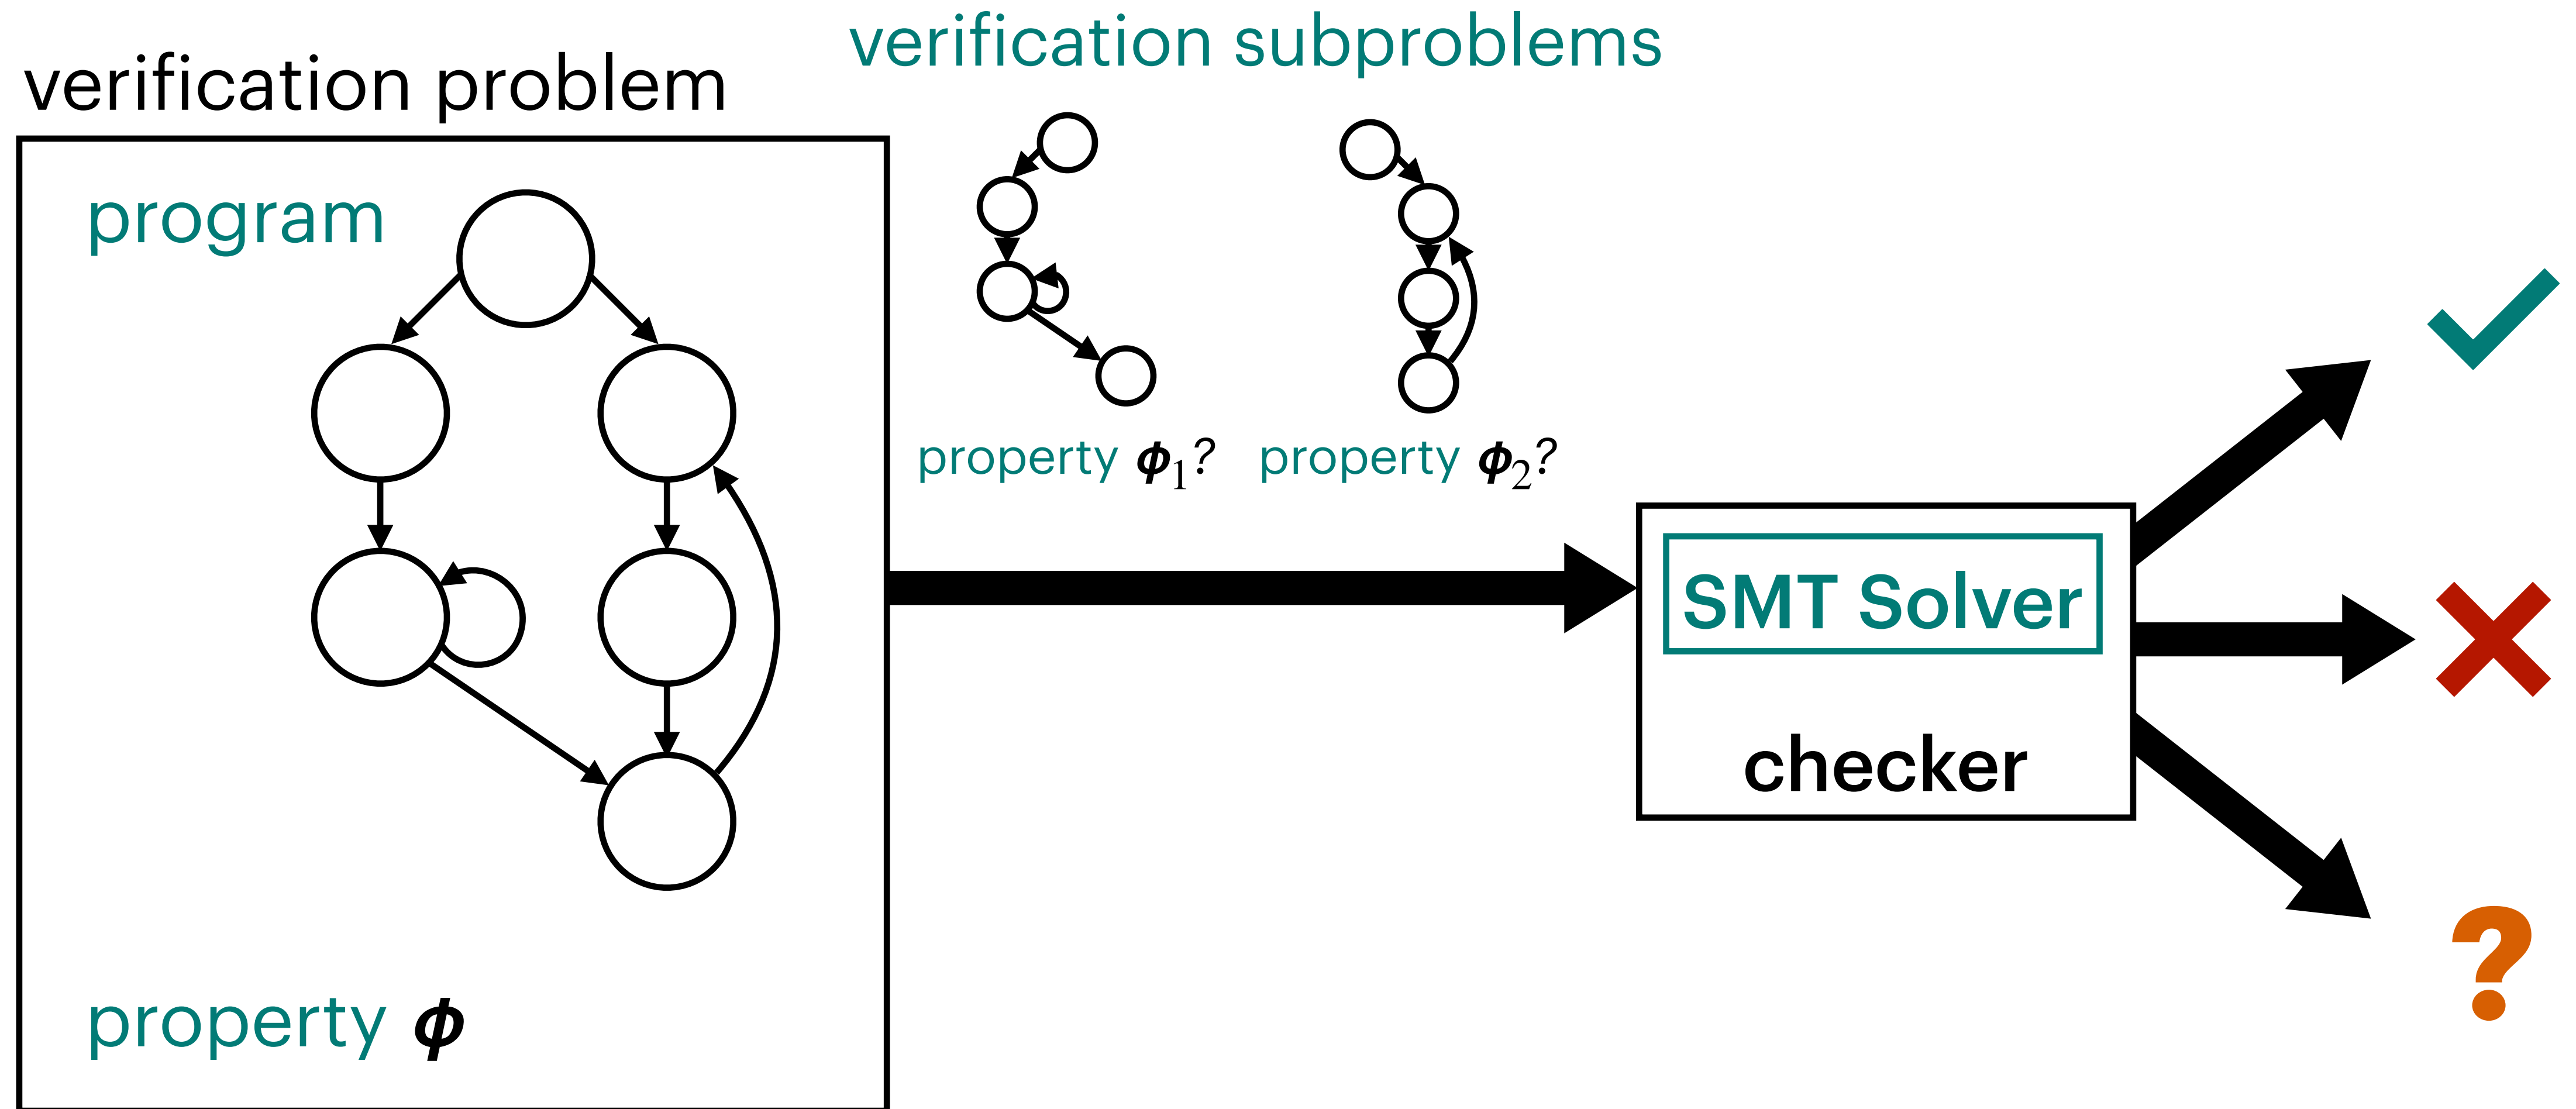 verification subproblems
verification problem
program
property ϕ₁?
property ϕ₂?
SMT Solver
checker
?
property ϕ